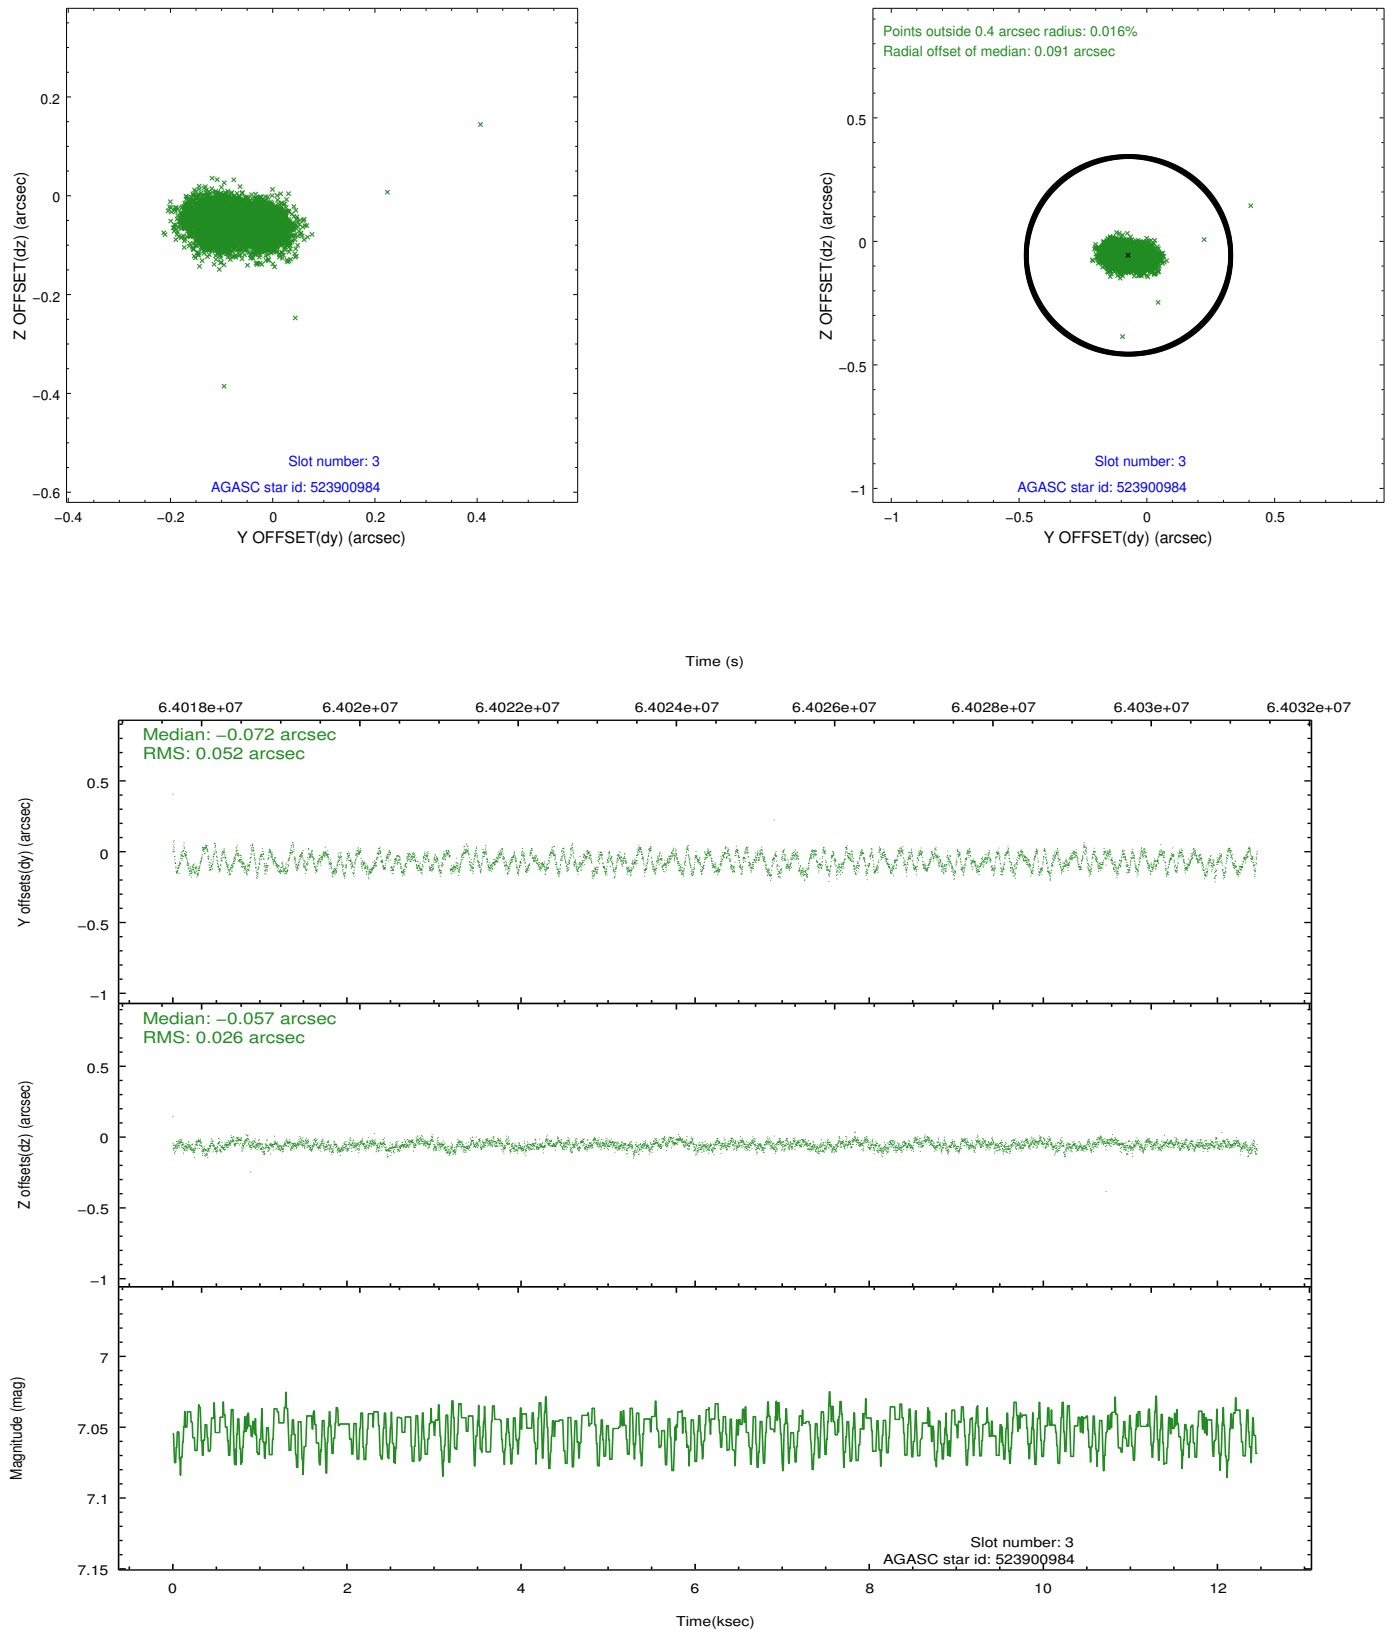 0.2
0
−0.2
−0.4
−0.6
−0.4
−0.2
0
0.2
0.4
Z OFFSET(dz) (arcsec)
Y OFFSET(dy) (arcsec)
Slot number: 3
AGASC star id: 523900984
Points outside 0.4 arcsec radius: 0.016%
Radial offset of median: 0.091 arcsec
0.5
0
−0.5
−1
−1
−0.5
0
0.5
Z OFFSET(dz) (arcsec)
Y OFFSET(dy) (arcsec)
Slot number: 3
AGASC star id: 523900984
Time (s)
6.4018e+07
6.402e+07
6.4022e+07
6.4024e+07
6.4026e+07
6.4028e+07
6.403e+07
6.4032e+07
Median: −0.072 arcsec
RMS: 0.052 arcsec
0.5
0
−0.5
−1
Y offsets(dy) (arcsec)
Median: −0.057 arcsec
RMS: 0.026 arcsec
0.5
0
−0.5
−1
Z offsets(dz) (arcsec)
7
7.05
7.1
7.15
Magnitude (mag)
Slot number: 3
AGASC star id: 523900984
0
2
4
6
8
10
12
Time(ksec)